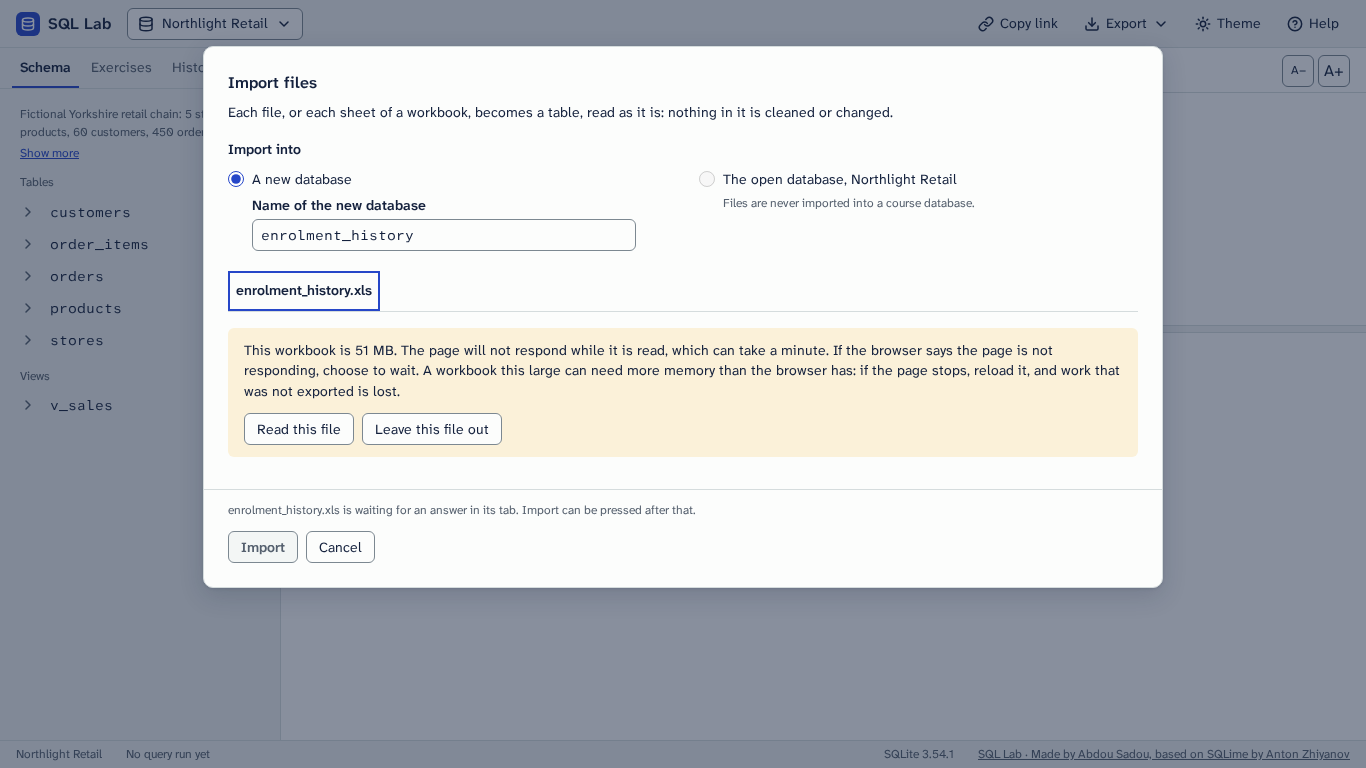 SQL Lab
Northlight Retail
Copy link
Export
Theme
Help
Schema
Exercises
Histo
A−
A+
Fictional Yorkshire retail chain: 5 st
products, 60 customers, 450 order
Show more
Tables
customers
order_items
orders
products
stores
Views
v_sales
Import files
Each file, or each sheet of a workbook, becomes a table, read as it is: nothing in it is cleaned or changed.
Import into
A new database
The open database, Northlight Retail
Name of the new database
Files are never imported into a course database.
enrolment_history
enrolment_history.xls
This workbook is 51 MB. The page will not respond while it is read, which can take a minute. If the browser says the page is not
responding, choose to wait. A workbook this large can need more memory than the browser has: if the page stops, reload it, and work that
was not exported is lost.
Read this file
Leave this file out
enrolment_history.xls is waiting for an answer in its tab. Import can be pressed after that.
Import
Cancel
Northlight Retail
No query run yet
SQLite 3.54.1
SQL Lab · Made by Abdou Sadou, based on SQLime by Anton Zhiyanov